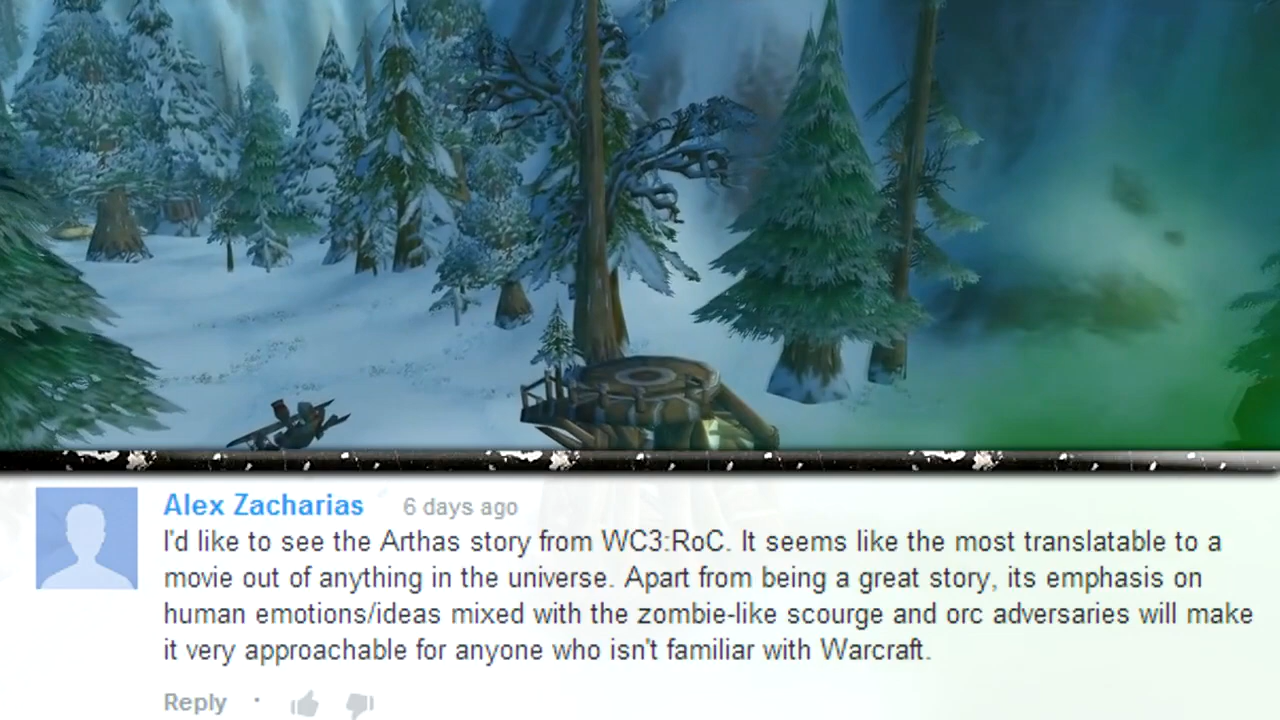 Alex Zacharias 6 days ago
I'd like to see the Arthas story from WC3:RoC. It seems like the most translatable to a
movie out of anything in the universe. Apart from being a great story, its emphasis on
human emotions/ideas mixed with the zombie-like scourge and orc adversaries will make
it very approachable for anyone who isn't familiar with Warcraft.
Reply ·